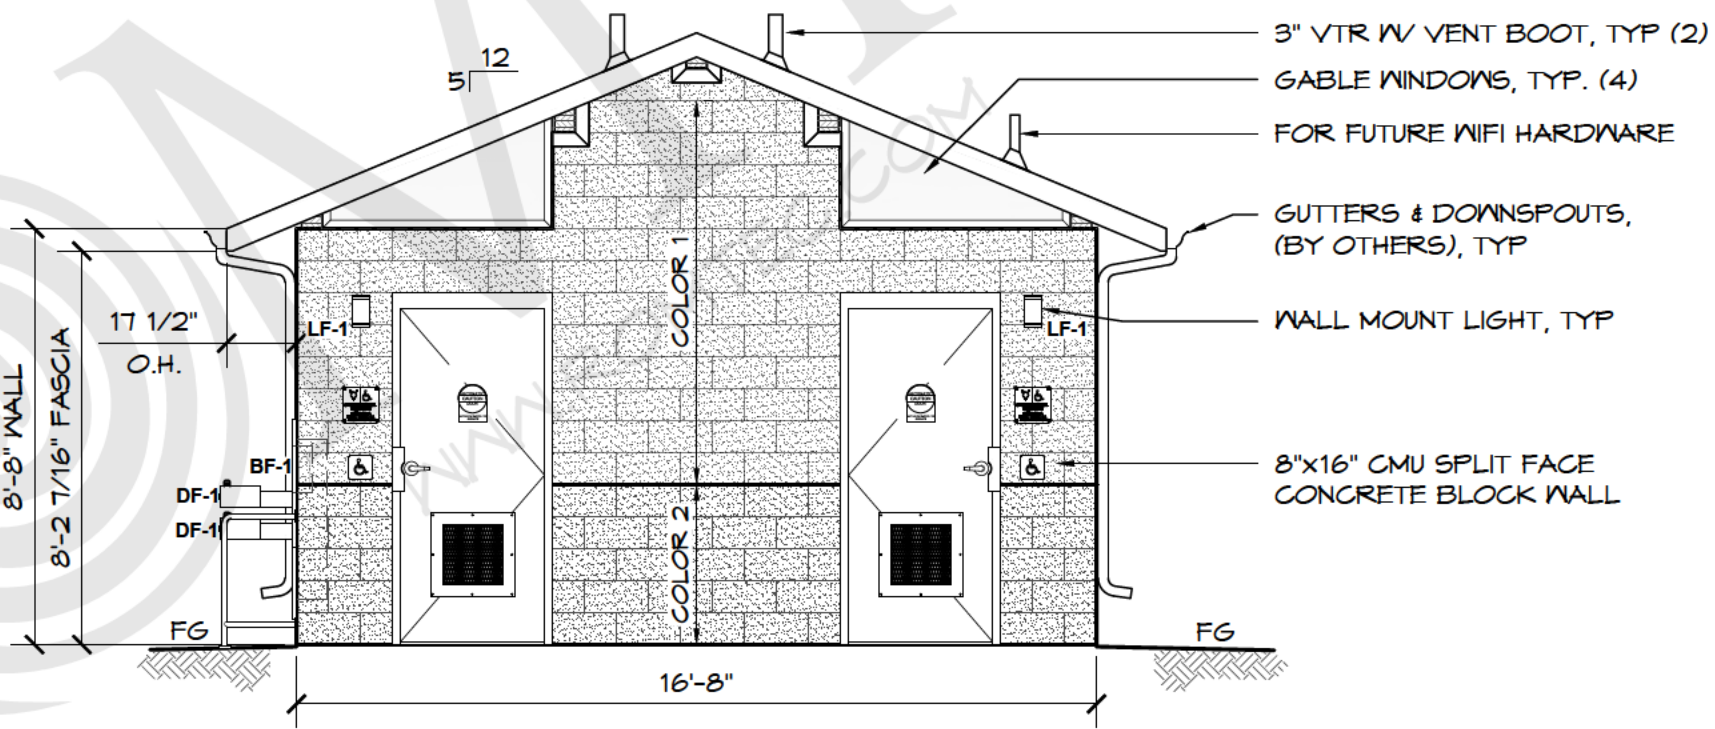 3" VTR W/ VENT BOOT, TYP (2)
12
5
GABLE WINDOWS, TYP. (4)
FOR FUTURE WIFI HARDWARE
GUTTERS & DOWNSPOUTS,
(BY OTHERS), TYP
17 1/2"
O.H.
LF-1
LF-1
WALL MOUNT LIGHT, TYP
COLOR 1
8'-8" WALL
8'-2 7/16" FASCIA
CAUTION
CAUTION
BF-1
DF-1
DF-1
8"x16" CMU SPLIT FACE
CONCRETE BLOCK WALL
COLOR 2
FG
FG
16'-8"